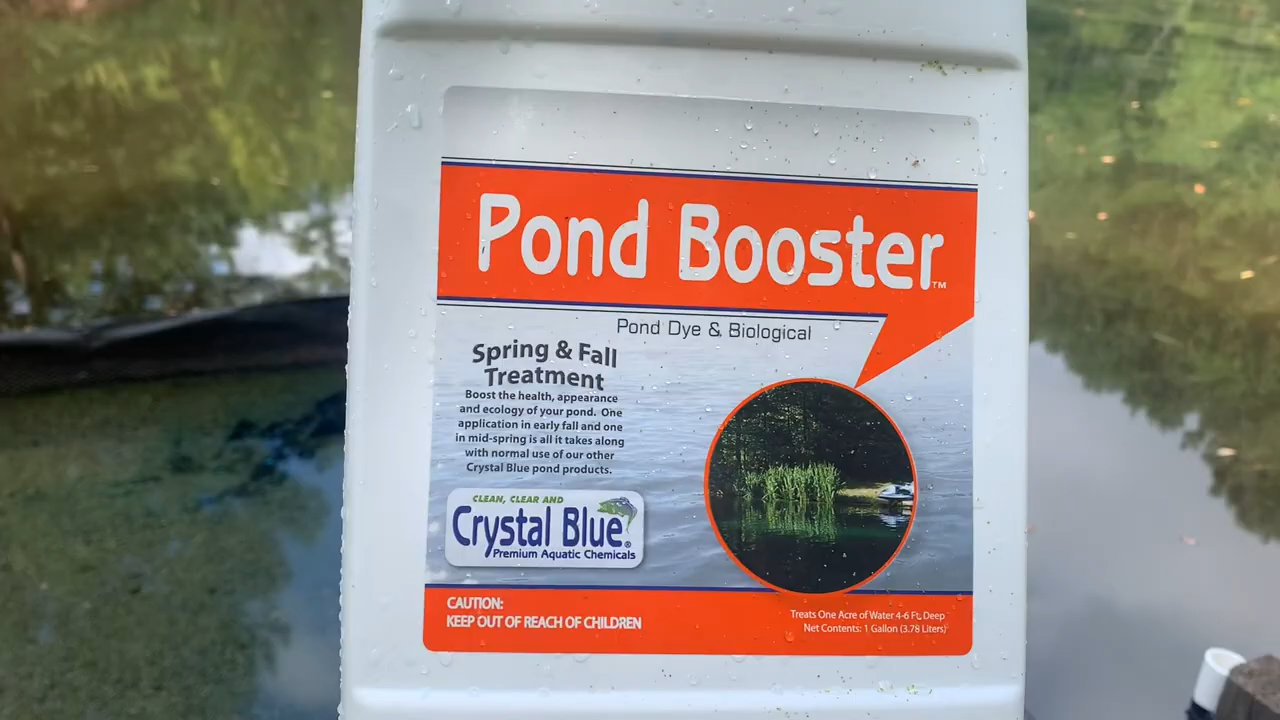 Pond Booster™
Pond Dye & Biological
Spring & Fall
Treatment
Boost the health, appearance
and ecology of your pond. One
application in early fall and one
in mid-spring is all it takes along
with normal use of our other
Crystal Blue pond products.
CLEAN, CLEAR AND
Crystal Blue®
Premium Aquatic Chemicals
CAUTION:
KEEP OUT OF REACH OF CHILDREN
Treats One Acre of Water 4-6 Ft. Deep
Net Contents: 1 Gallon (3.78 Liters)